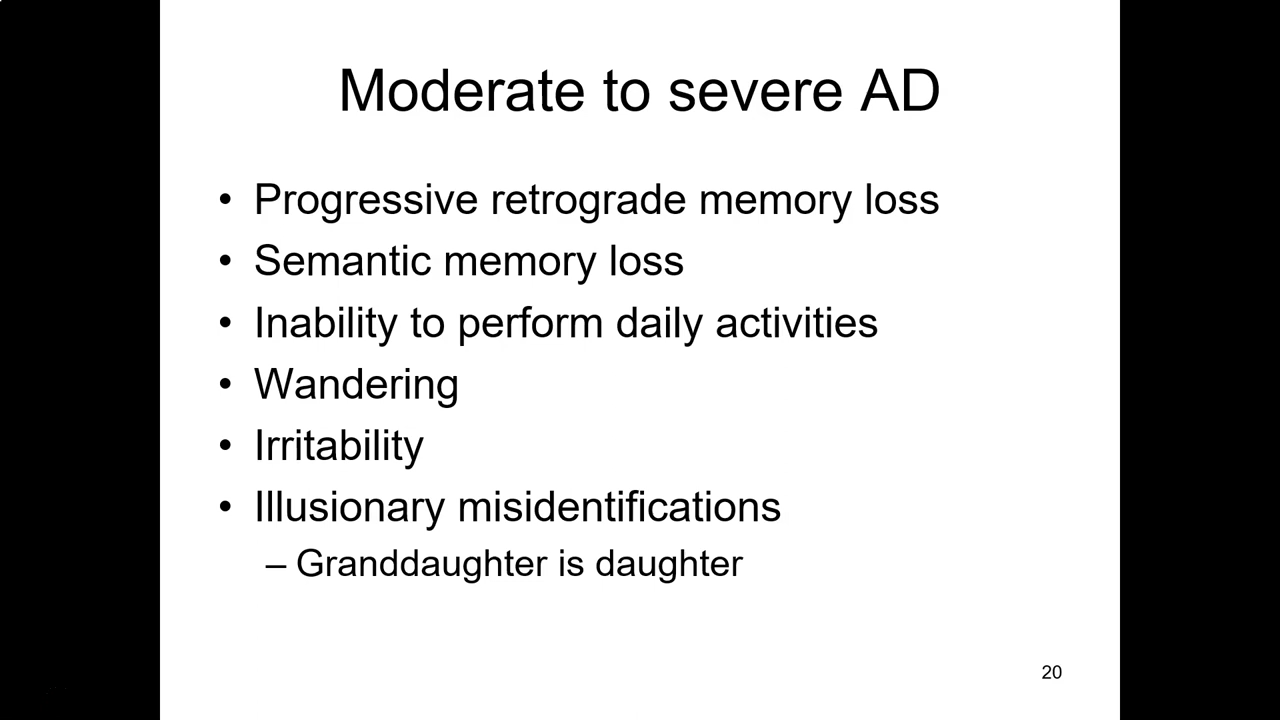 Moderate to severe AD
• Progressive retrograde memory loss
• Semantic memory loss
• Inability to perform daily activities
• Wandering
• Irritability
• Illusionary misidentifications
– Granddaughter is daughter
20